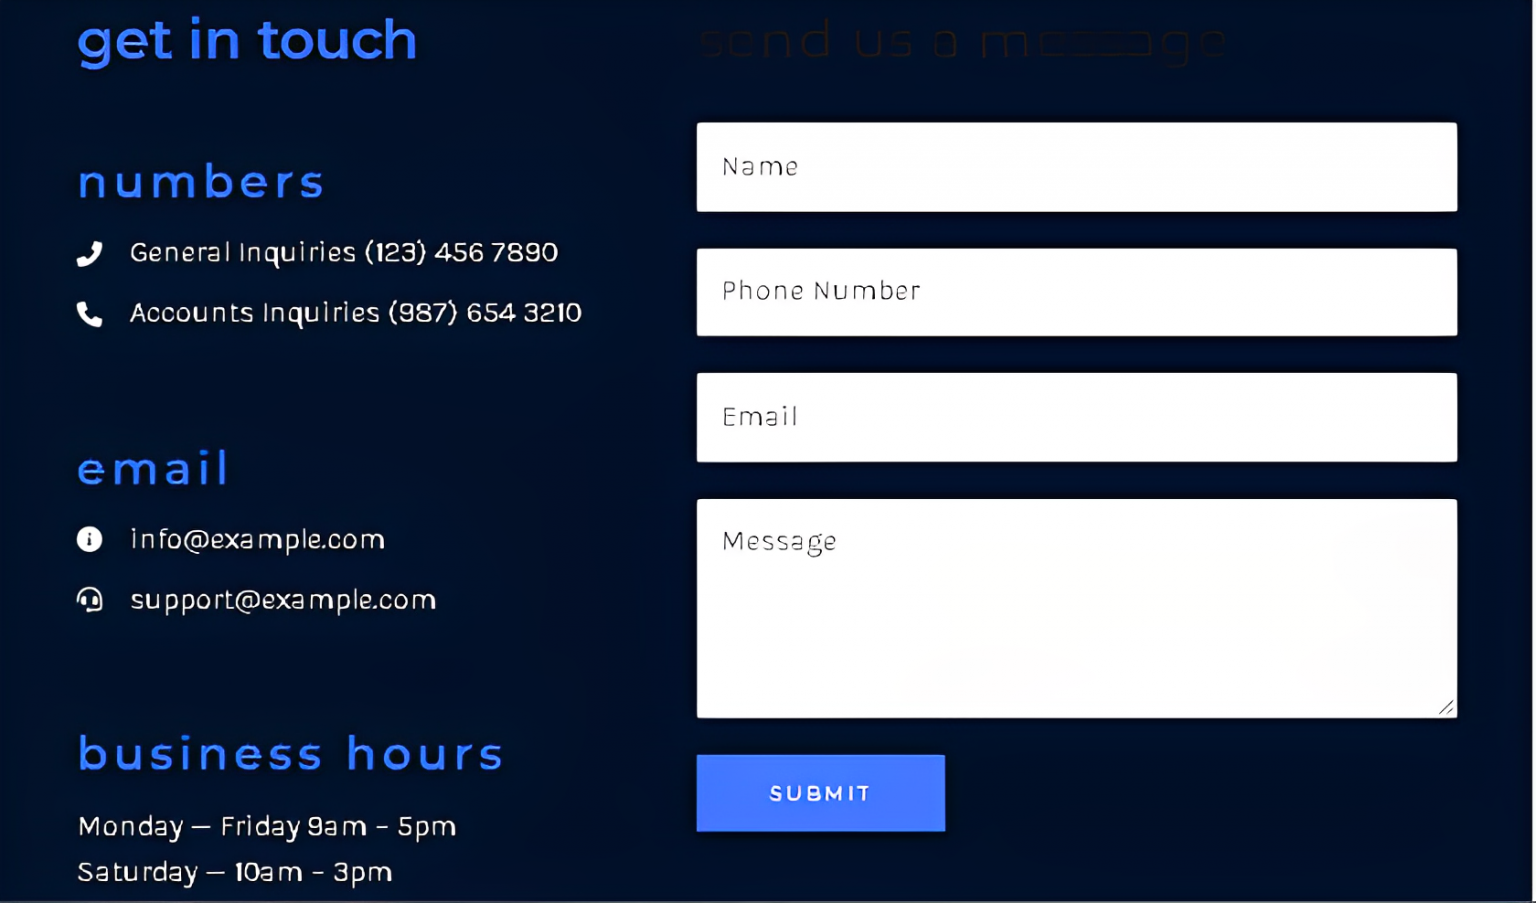 get in touch
numbers
General Inquiries (123) 456 7890
Accounts Inquiries (987) 654 3210
email
info@example.com
support@example.com
business hours
Monday – Friday 9am - 5pm
Saturday – 10am - 3pm
send us a
Name
Phone Number
Email
Message
SUBMIT